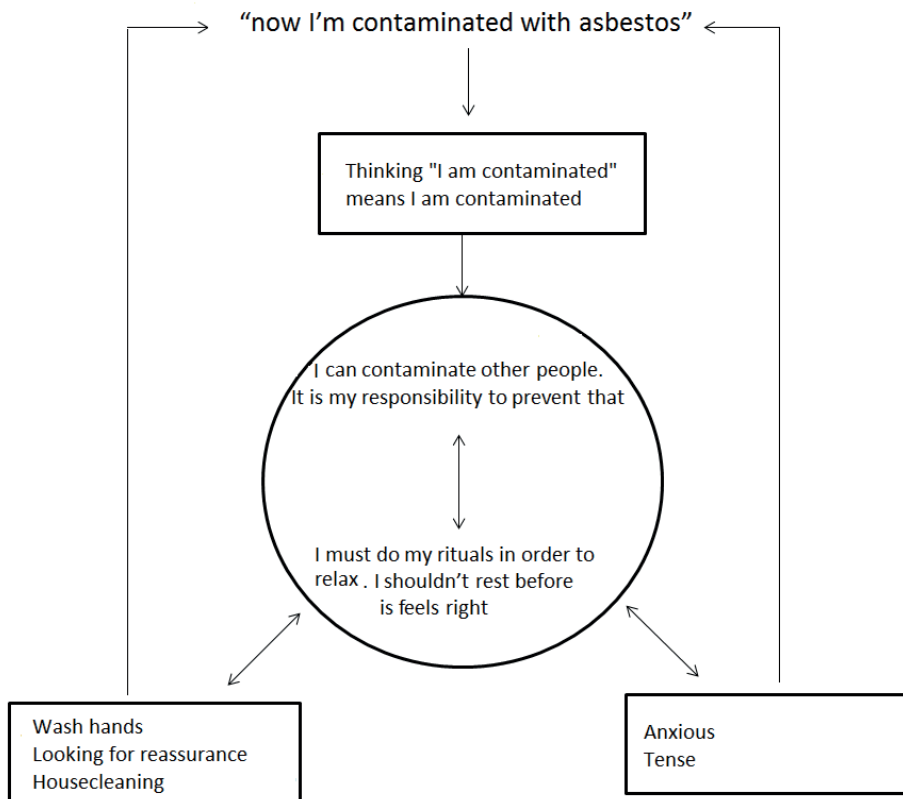 “now I’m contaminated with asbestos”
Thinking "I am contaminated"
means I am contaminated
'I can contaminate other people.
It is my responsibility to prevent that
I must do my rituals in order to
relax . I shouldn’t rest before
is feels right
Wash hands
Looking for reassurance
Housecleaning
Anxious
Tense